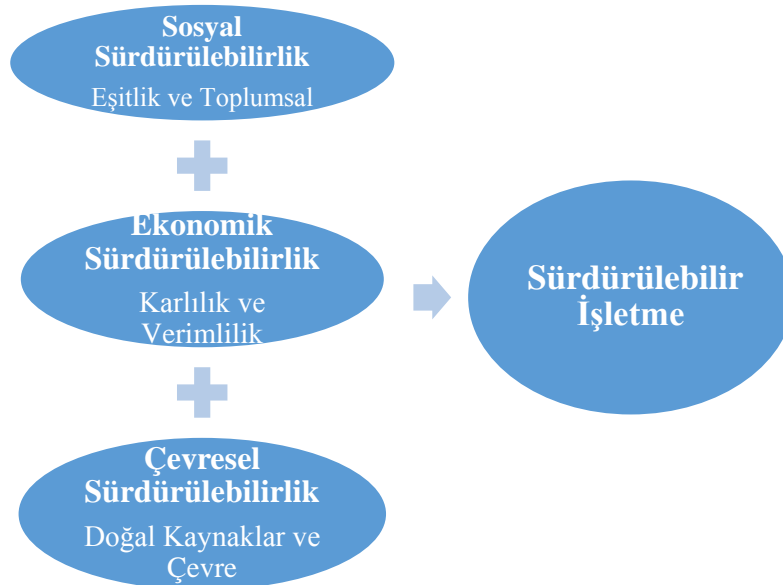 Sosyal
Sürdürülebilirlik
Eşitlik ve Toplumsal
Ekonomik
Sürdürülebilirlik
Karlılık ve
Verimlilik
Sürdürülebilir
İşletme
Çevresel
Sürdürülebilirlik
Doğal Kaynaklar ve
Çevre